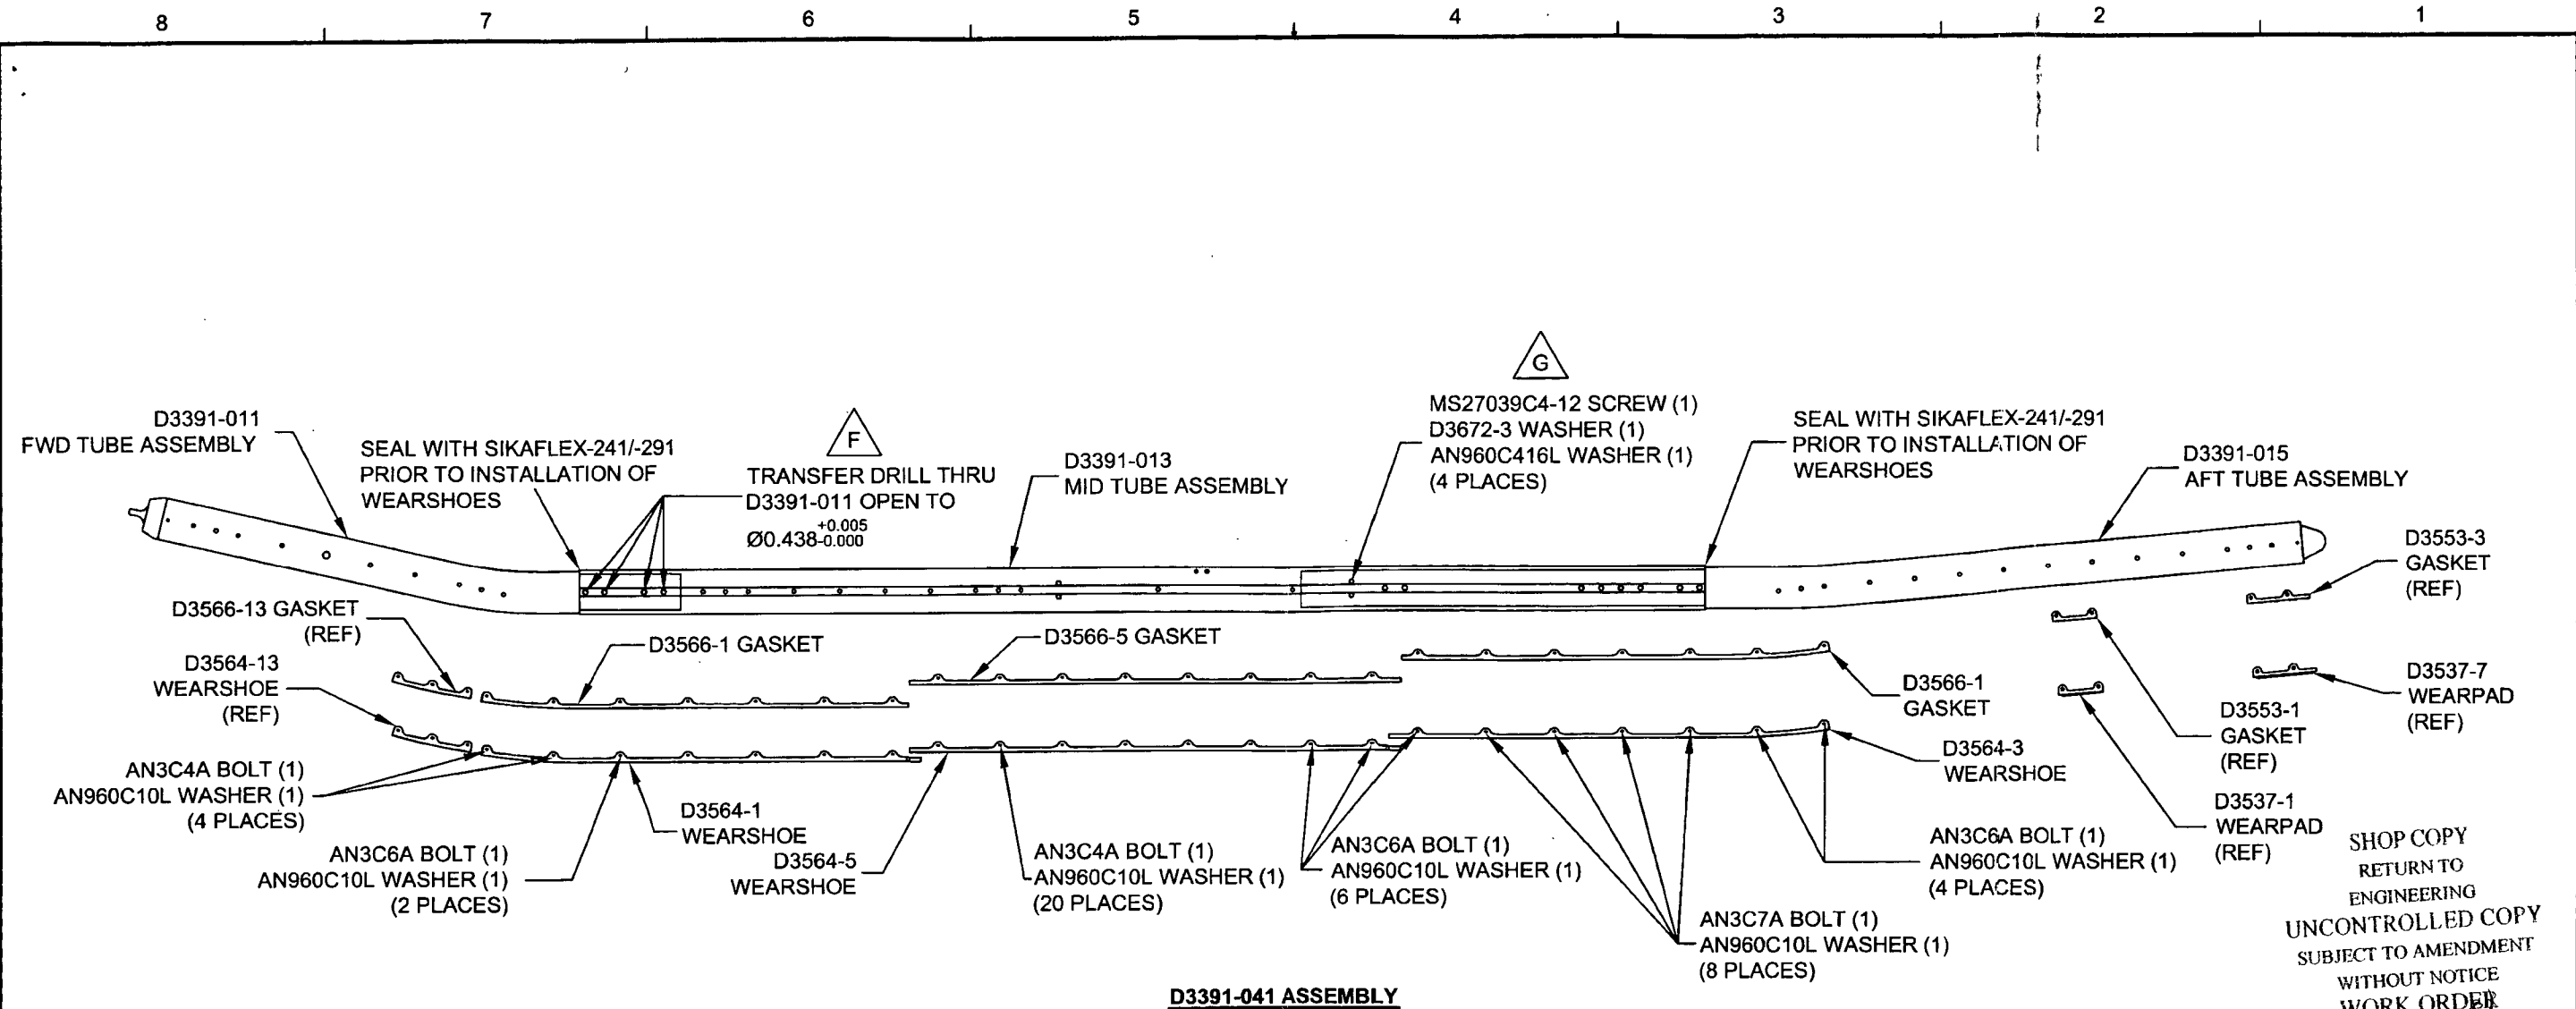 8 7 6 5 4 3 2 1
G
MS27039C4-12 SCREW (1)
D3672-3 WASHER (1)
AN960C416L WASHER (1)
(4 PLACES)
D3391-011
FWD TUBE ASSEMBLY
SEAL WITH SIKAFLEX-241/-291
PRIOR TO INSTALLATION OF
WEARSHOES
F
TRANSFER DRILL THRU
D3391-011 OPEN TO
Ø0.438 +0.005
-0.000
D3391-013
MID TUBE ASSEMBLY
SEAL WITH SIKAFLEX-241/-291
PRIOR TO INSTALLATION OF
WEARSHOES
D3391-015
AFT TUBE ASSEMBLY
D3553-3
GASKET
(REF)
D3566-13 GASKET
(REF)
D3566-1 GASKET
D3566-5 GASKET
D3564-13
WEARSHOE
(REF)
D3566-1
GASKET
D3553-1
GASKET
(REF)
D3537-7
WEARPAD
(REF)
D3564-3
WEARSHOE
AN3C4A BOLT (1)
AN960C10L WASHER (1)
(4 PLACES)
D3564-1
WEARSHOE
D3537-1
WEARPAD
(REF)
AN3C6A BOLT (1)
AN960C10L WASHER (1)
(2 PLACES)
D3564-5
WEARSHOE
AN3C4A BOLT (1)
AN960C10L WASHER (1)
(20 PLACES)
AN3C6A BOLT (1)
AN960C10L WASHER (1)
(6 PLACES)
AN3C7A BOLT (1)
AN960C10L WASHER (1)
(8 PLACES)
AN3C6A BOLT (1)
AN960C10L WASHER (1)
(4 PLACES)
SHOP COPY
RETURN TO
ENGINEERING
UNCONTROLLED COPY
SUBJECT TO AMENDMENT
WITHOUT NOTICE
WORK ORDER
D3391-041 ASSEMBLY